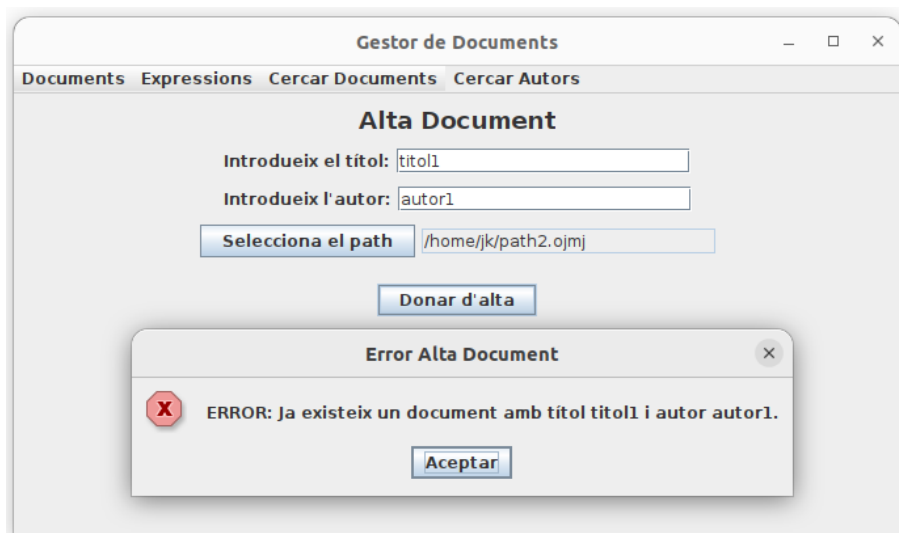 Gestor de Documents
Documents Expressions Cercar Documents Cercar Autors
Alta Document
Introdueix el títol: titol1
Introdueix l'autor: autor1
Selecciona el path /home/jk/path2.ojmj
Donar d'alta
Error Alta Document
ERROR: Ja existeix un document amb títol titol1 i autor autor1.
Aceptar